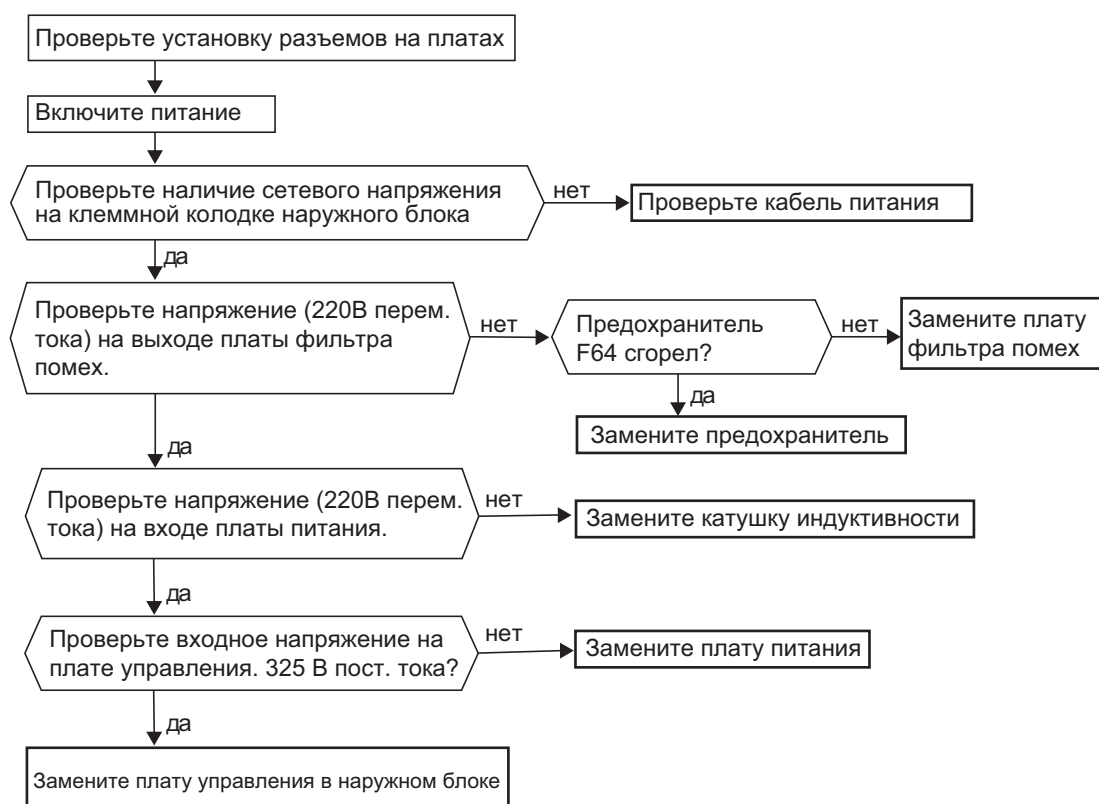 Проверьте установку разъемов на платах
Включите питание
Проверьте наличие сетевого напряжения
на клеммной колодке наружного блока
нет
Проверьте кабель питания
да
Проверьте напряжение (220В перем.
тока) на выходе платы фильтра
помех.
нет
Предохранитель
F64 сгорел?
нет
Замените плату
фильтра помех
да
Замените предохранитель
да
Проверьте напряжение (220В перем.
тока) на входе платы питания.
нет
Замените катушку индуктивности
да
Проверьте входное напряжение на
плате управления. 325 В пост. тока?
нет
Замените плату питания
да
Замените плату управления в наружном блоке